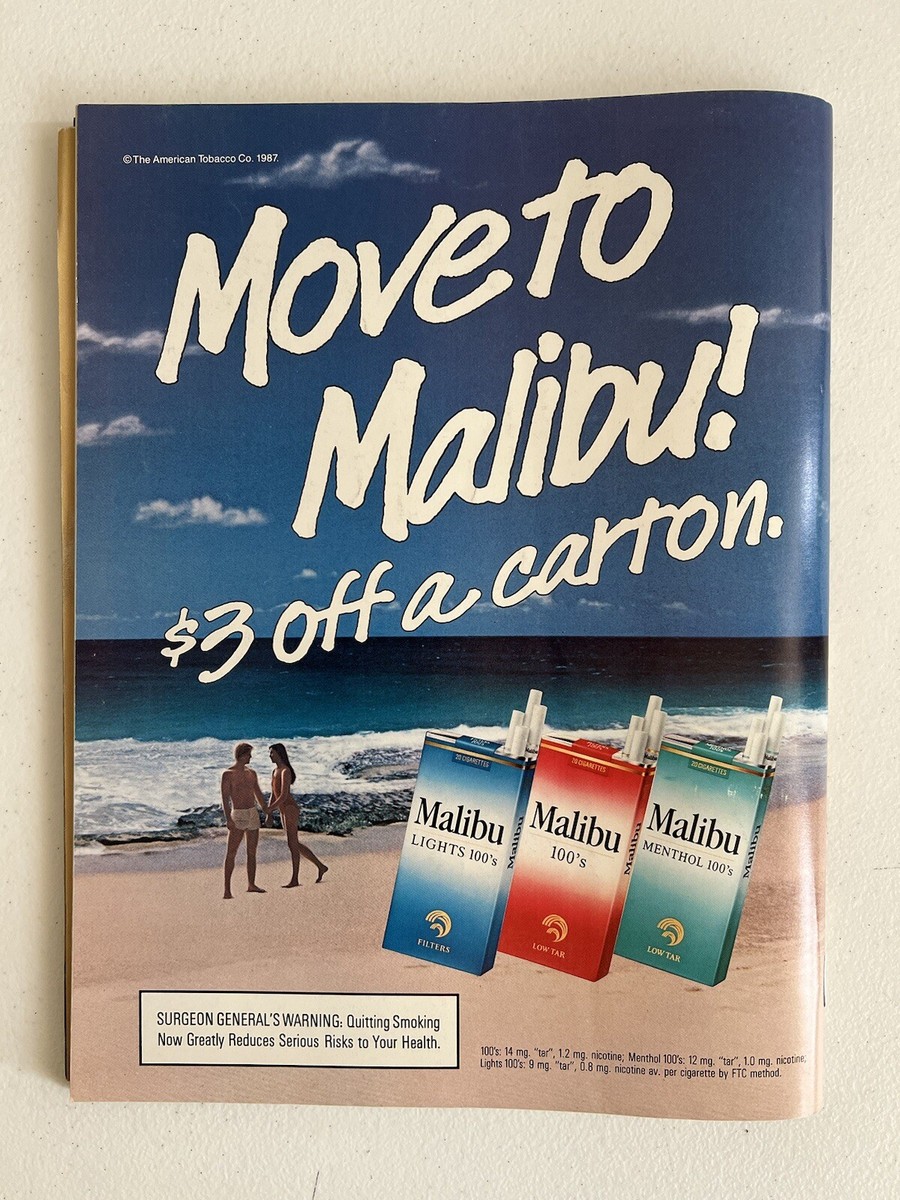 ©The American Tobacco Co. 1987.
Move to
Malibu!
$3 off a carton.
20 CIGARETTES
Malibu
LIGHTS 100's
FILTERS
Malibu
20 CIGARETTES
Malibu
100's
LOW TAR
Malibu
20 CIGARETTES
Malibu
MENTHOL 100's
LOW TAR
Malibu
SURGEON GENERAL'S WARNING: Quitting Smoking
Now Greatly Reduces Serious Risks to Your Health.
100's: 14 mg. "tar", 1.2 mg. nicotine; Menthol 100's: 12 mg. "tar", 1.0 mg. nicotine;
Lights 100's: 9 mg. "tar", 0.8 mg. nicotine av. per cigarette by FTC method.